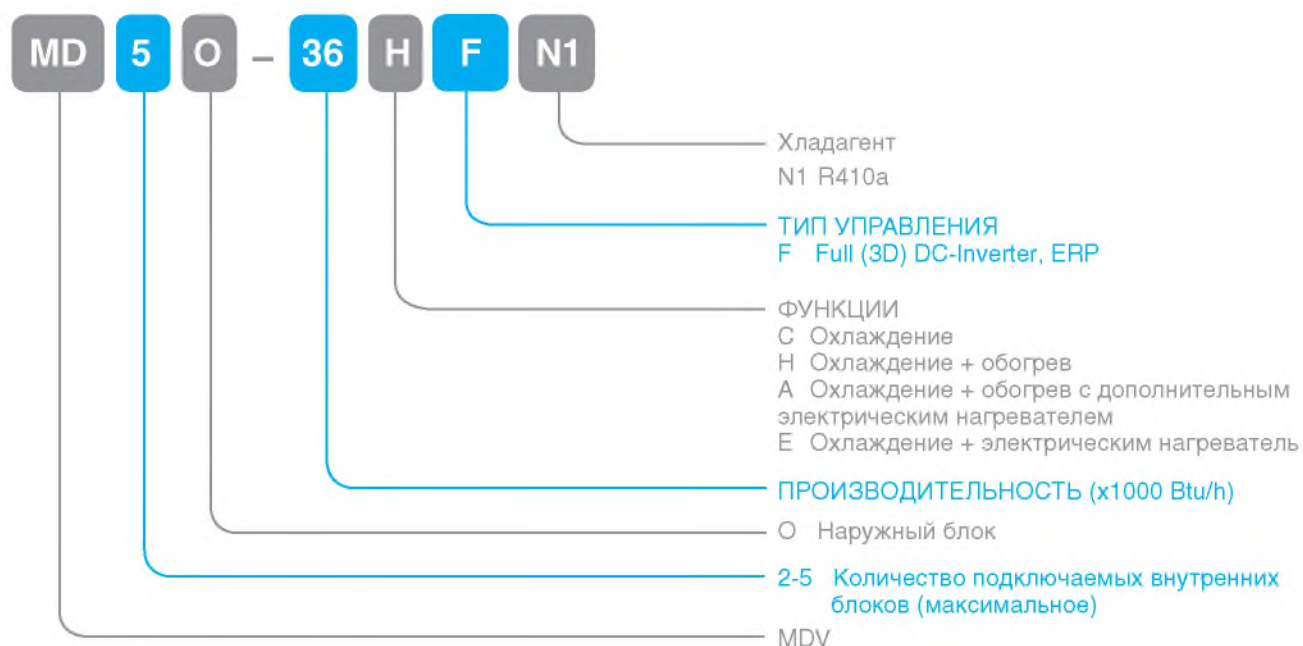 MD 5 O – 36 H F N1
Хладагент
N1 R410a
ТИП УПРАВЛЕНИЯ
F Full (3D) DC-Inverter, ERP
ФУНКЦИИ
C Охлаждение
H Охлаждение + обогрев
A Охлаждение + обогрев с дополнительным
электрическим нагревателем
E Охлаждение + электрическим нагреватель
ПРОИЗВОДИТЕЛЬНОСТЬ (x1000 Btu/h)
O Наружный блок
2-5 Количество подключаемых внутренних
блоков (максимальное)
MDV